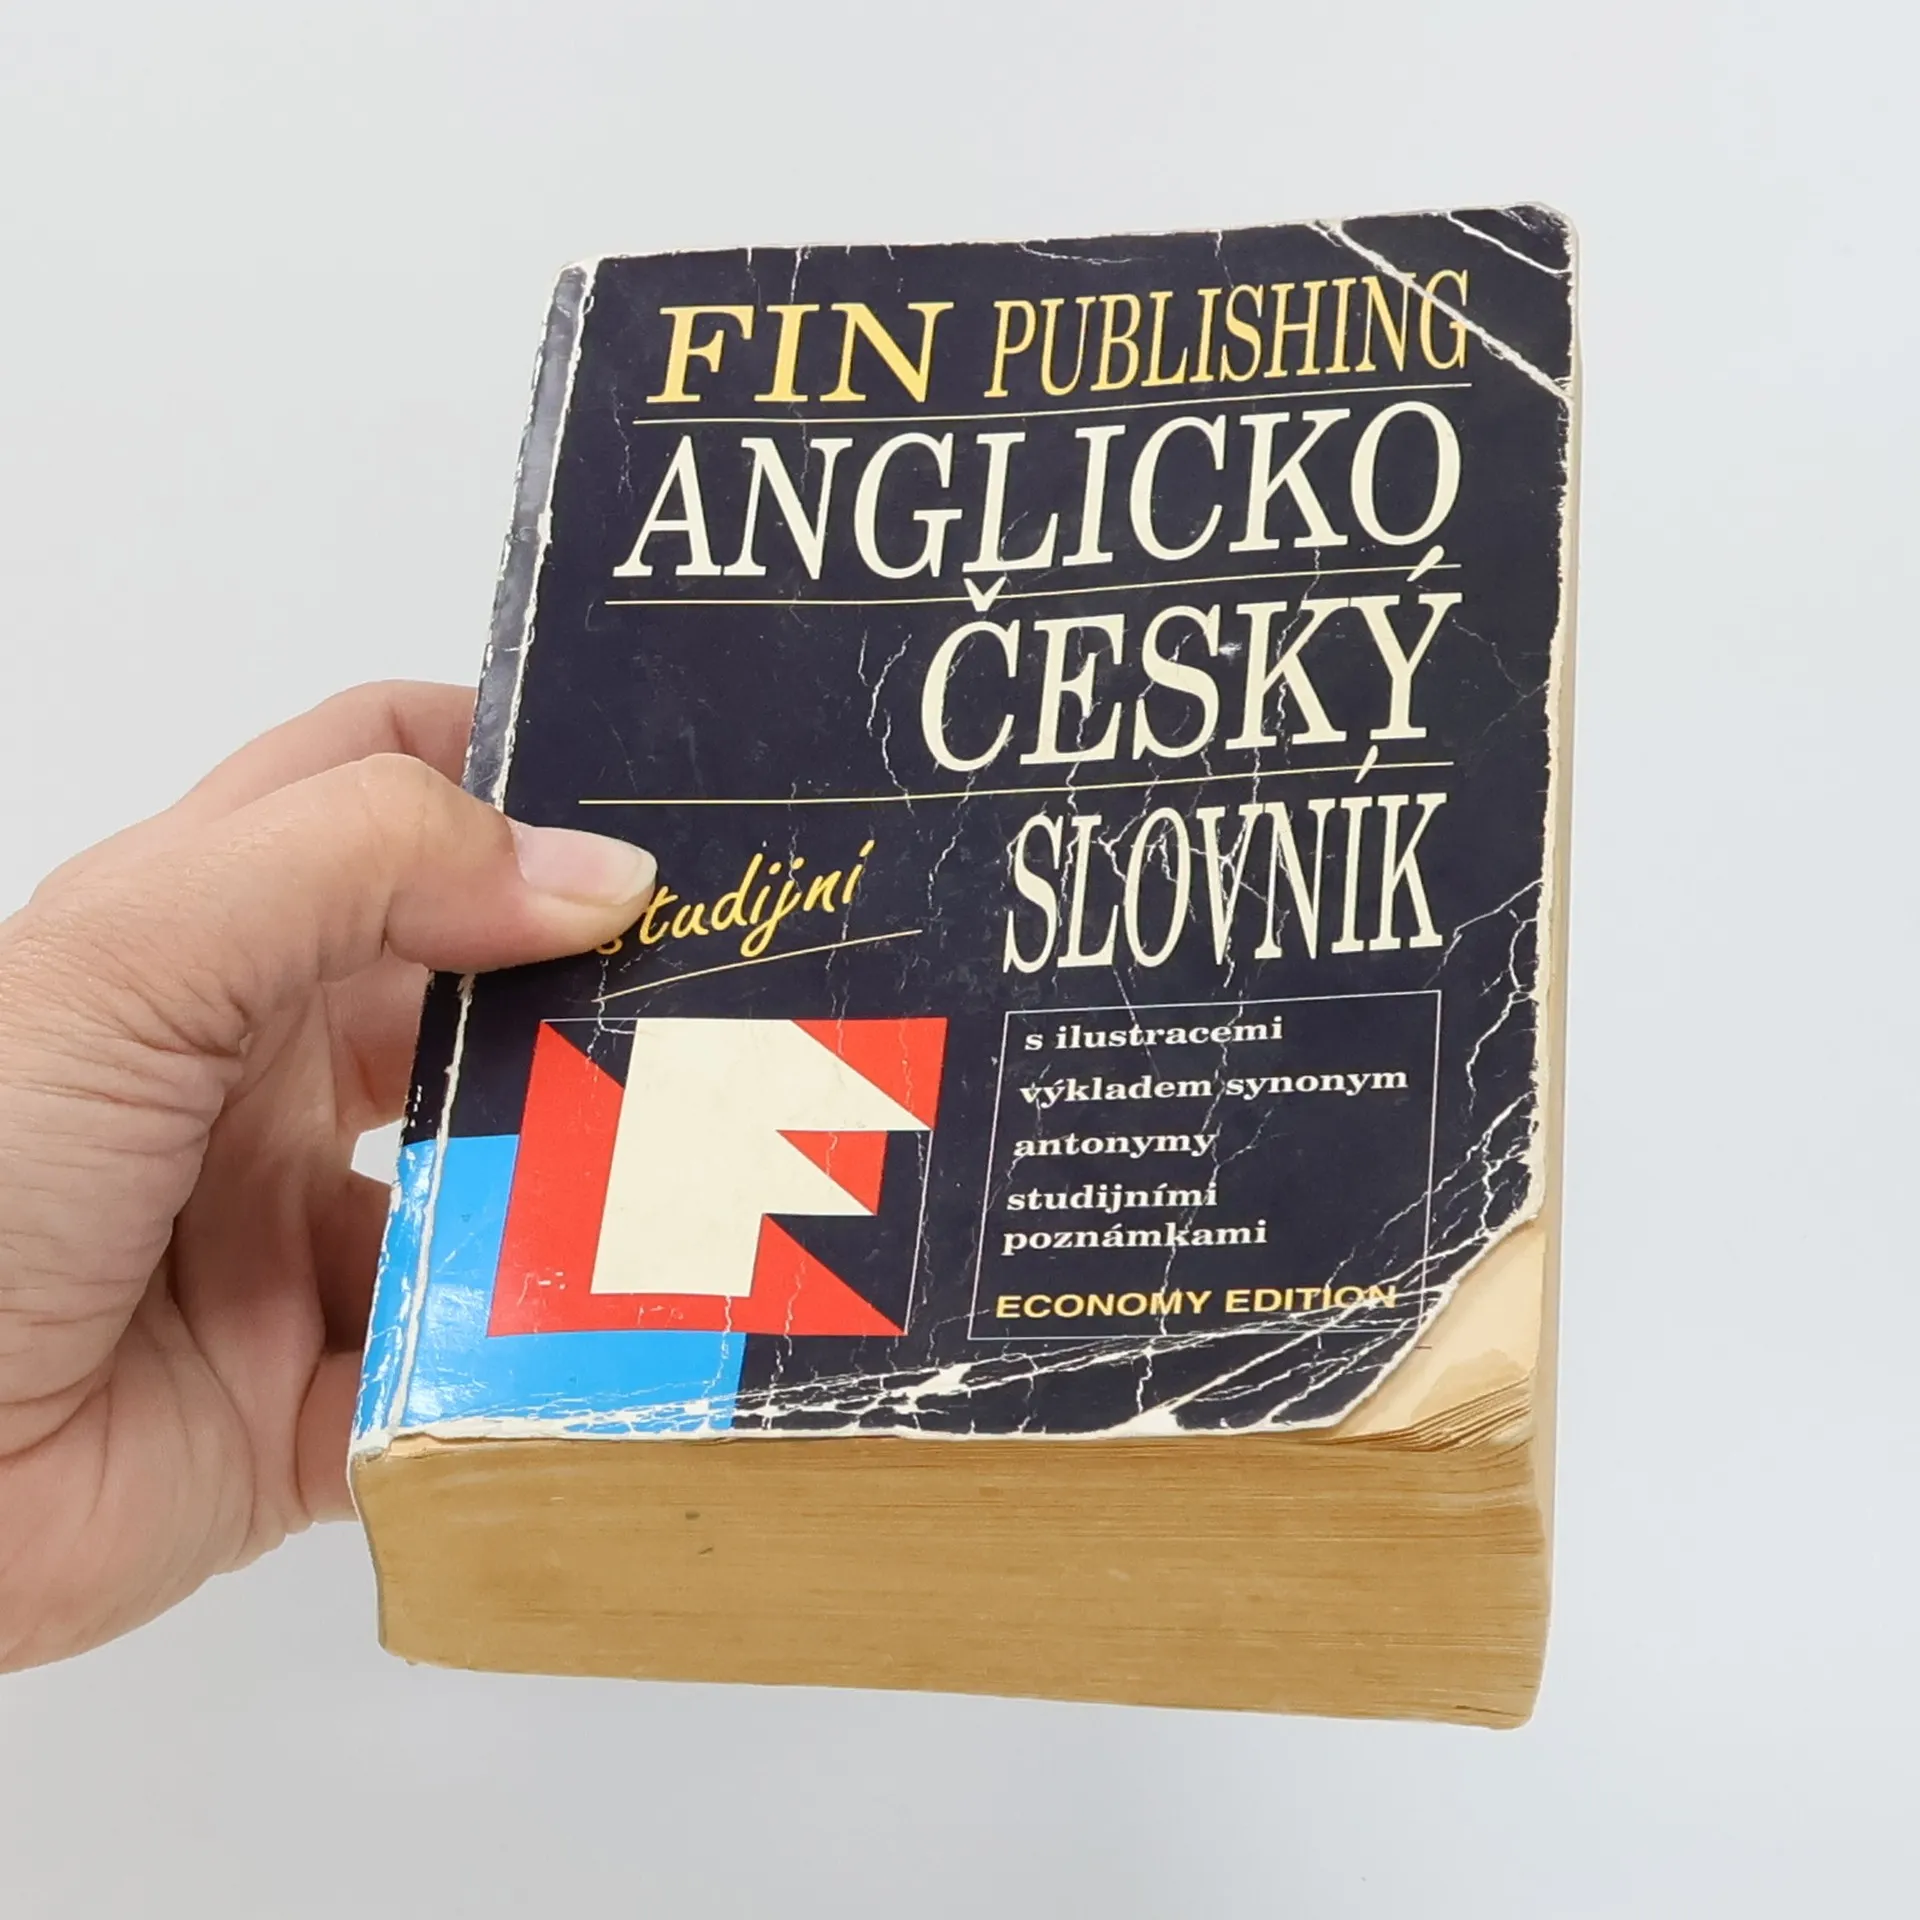 FIN PUBLISHING
ANGLICKO
ČESKÝ
studijní
SLOVNÍK
s ilustracemi
výkladem synonym
antonymy
studijními
poznámkami
ECONOMY EDITION